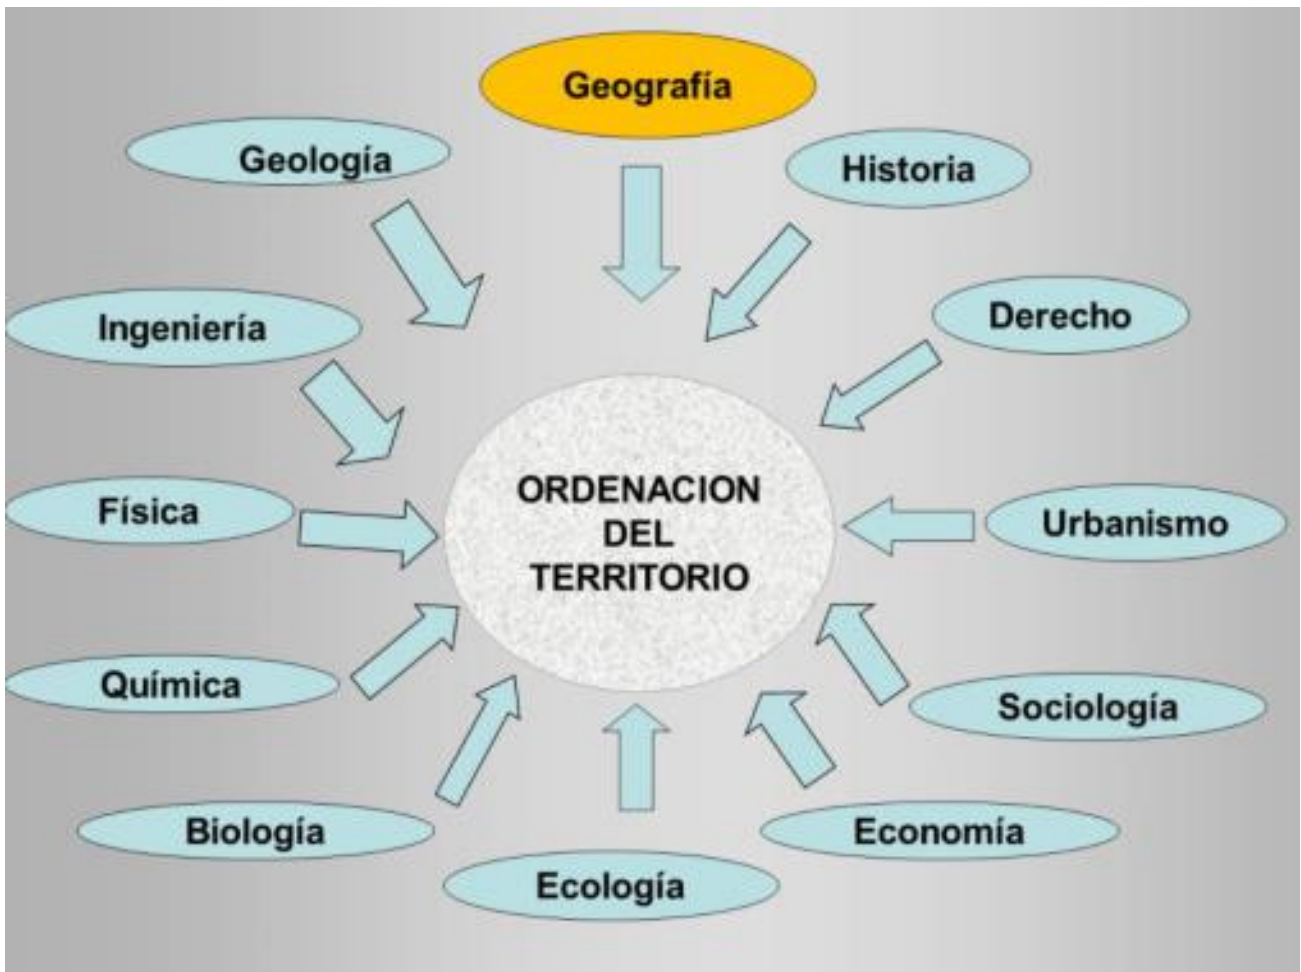 Geografía
Geología
Historia
Ingeniería
Derecho
ORDENACION
DEL
TERRITORIO
Física
Urbanismo
Química
Sociología
Biología
Economía
Ecología